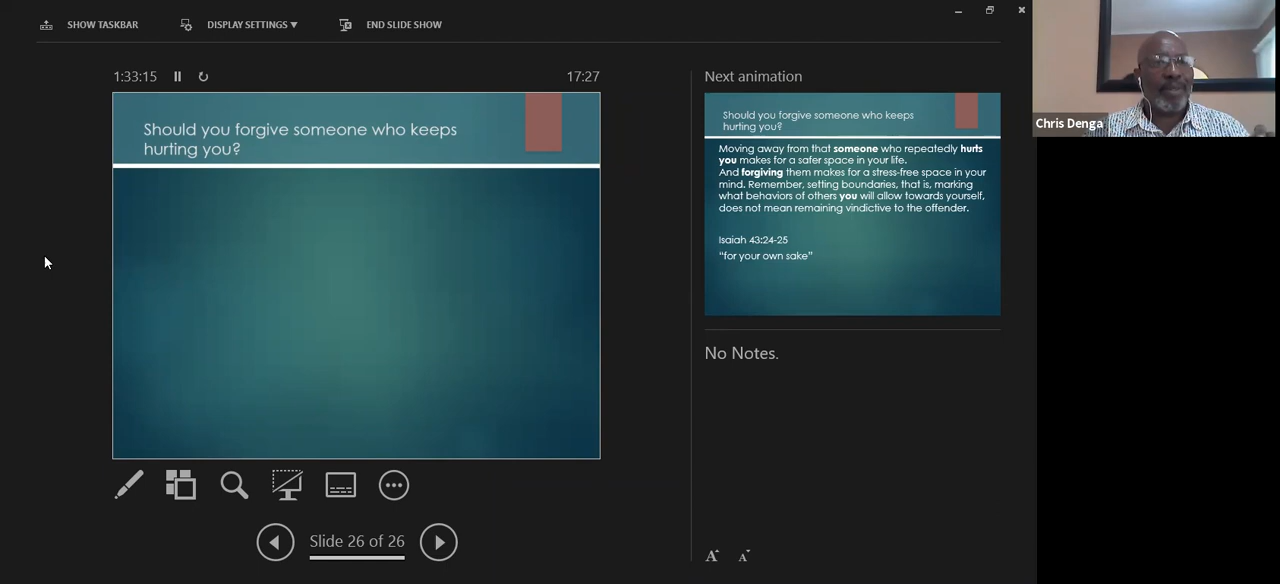 SHOW TASKBAR
DISPLAY SETTINGS
END SLIDE SHOW
1:33:15
17:27
Should you forgive someone who keeps
hurting you?
Slide 26 of 26
Next animation
Should you forgive someone who keeps
hurting you?
Moving away from that someone who repeatedly hurts
you makes for a safer space in your life.
And forgiving them makes for a stress-free space in your
mind. Remember, setting boundaries, that is, marking
what behaviors of others you will allow towards yourself,
does not mean remaining vindictive to the offender.
Isaiah 43:24-25
“for your own sake”
No Notes.
A A
Chris Denga